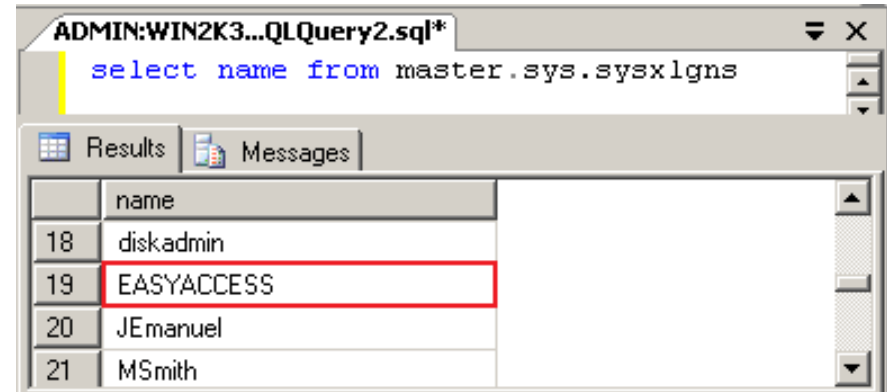 ADMIN:WIN2K3...QLQuery2.sql*
select name from master.sys.sysxlgns
Results Messages
name
18 diskadmin
19 EASYACCESS
20 JEmanuel
21 MSmith